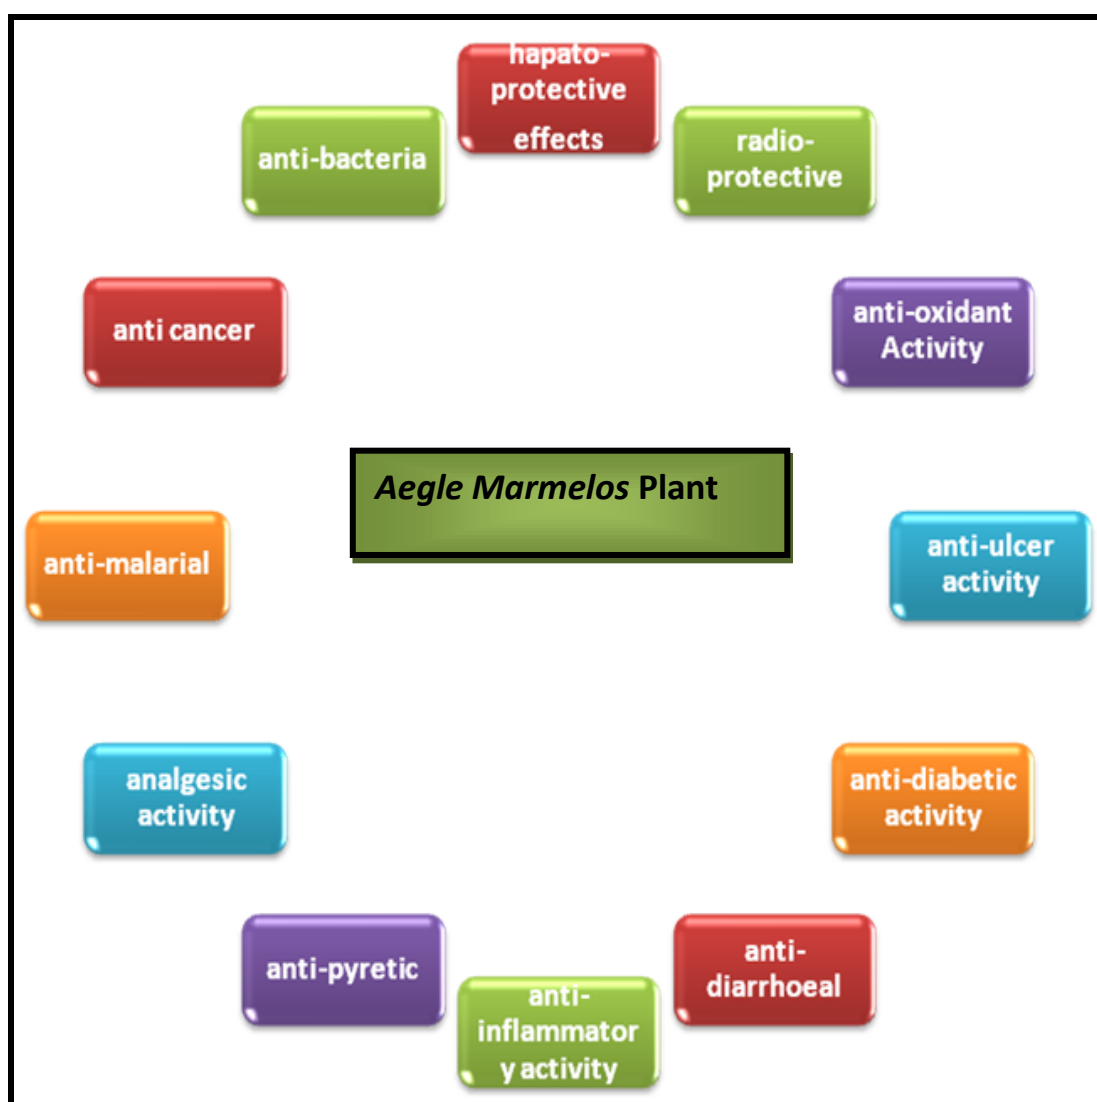 hapato-
protective
effects
radio-
protective
anti-oxidant
Activity
anti-ulcer
activity
anti-diabetic
activity
anti-
diarrhoeal
anti-
inflammator
y activity
anti-pyretic
analgesic
activity
anti-malarial
anti cancer
anti-bacteria
Aegle Marmelos Plant